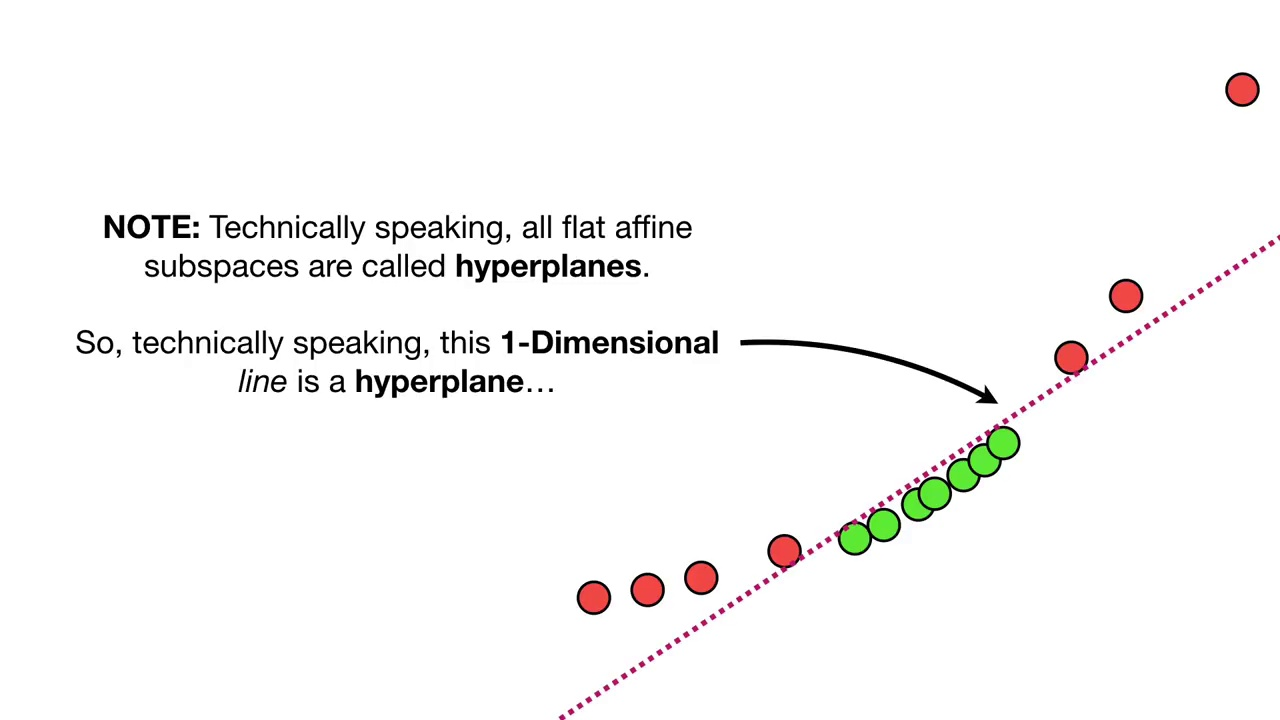 NOTE: Technically speaking, all flat affine
subspaces are called hyperplanes.
So, technically speaking, this 1-Dimensional
line is a hyperplane…